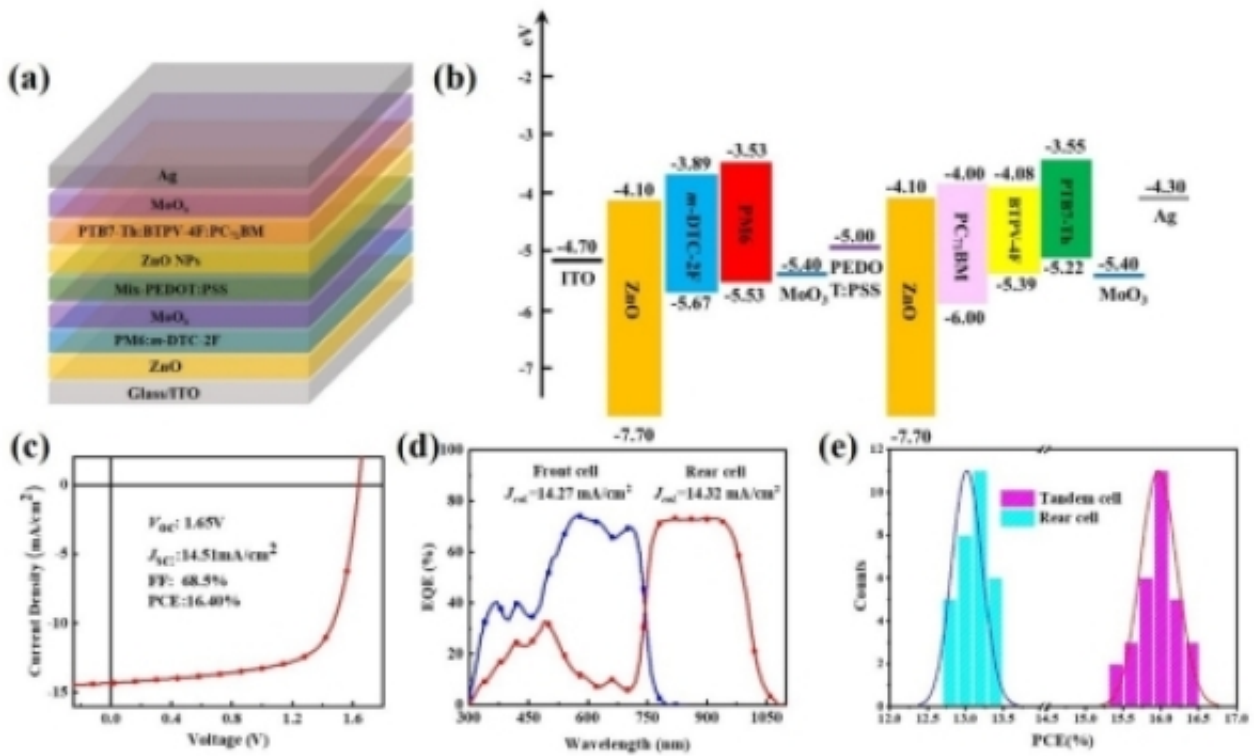 (a)
Ag
MoOₓ
PTB7-Th:BTPV-4F:PC₇₁BM
ZnO NPs
Mix-PEDOT:PSS
MoOₓ
PM6:m-DTC-2F
ZnO
Glass/ITO
(b)
eV
-2
-3
-4
-5
-6
-7
-4.70
ITO
-4.10
ZnO
-7.70
-3.89
m-DTC-2F
-5.67
-3.53
PM6
-5.53
-5.40
MoO₃
-5.00
PEDO
T:PSS
-4.10
ZnO
-7.70
-4.00
PC₇₁BM
-6.00
-4.08
BTPV-4F
-5.39
-3.55
PTB7-Th
-5.22
-5.40
MoO₃
-4.30
Ag
(c)
Current Density (mA/cm²)
0
-5
-10
-15
V_OC: 1.65V
J_SC:14.51mA/cm²
FF: 68.5%
PCE:16.40%
0.0 0.4 0.8 1.2 1.6
Voltage (V)
(d)
EQE (%)
100
80
60
40
20
0
Front cell
J_cal=14.27 mA/cm²
Rear cell
J_cal=14.32 mA/cm²
300 450 600 750 900 1050
Wavelength (nm)
(e)
Counts
12
10
8
6
4
2
0
Tandem cell
Rear cell
12.0 12.5 13.0 13.5 14.5 15.0 15.5 16.0 16.5 17.0
PCE(%)